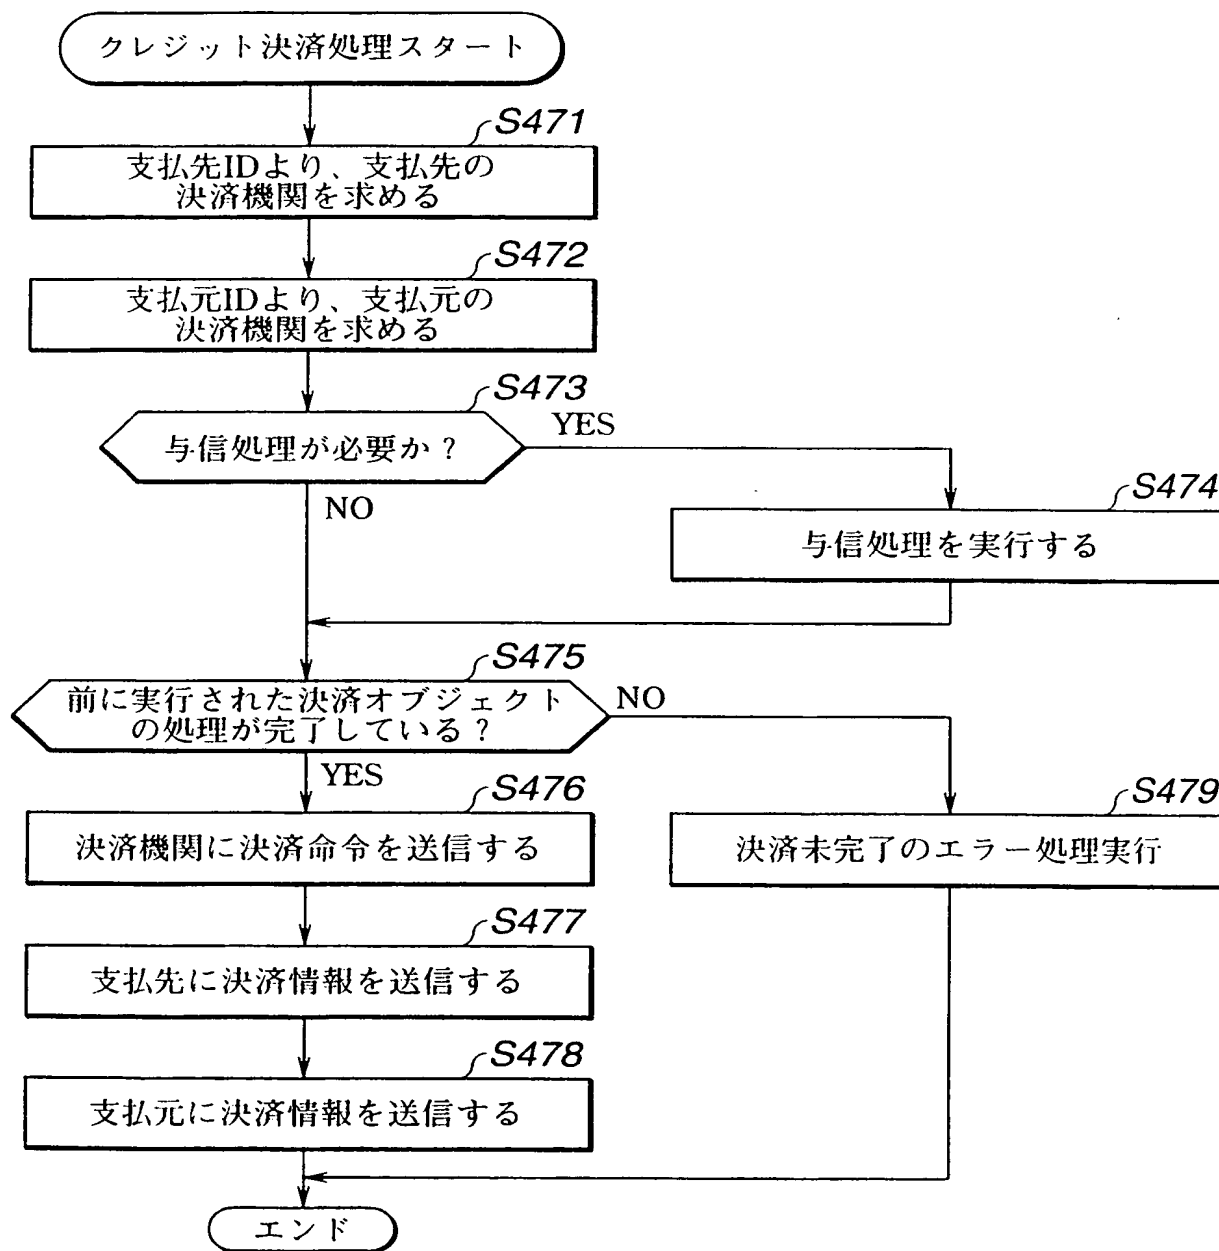 クレジット決済処理スタート
S471
支払先IDより、支払先の
決済機関を求める
S472
支払元IDより、支払元の
決済機関を求める
S473
与信処理が必要か？
YES
NO
S474
与信処理を実行する
S475
前に実行された決済オブジェクト
の処理が完了している？
NO
YES
S476
決済機関に決済命令を送信する
S479
決済未完了のエラー処理実行
S477
支払先に決済情報を送信する
S478
支払元に決済情報を送信する
エンド